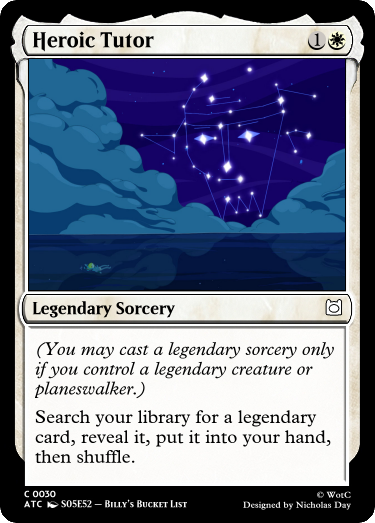 Heroic Tutor 1
Legendary Sorcery
(You may cast a legendary sorcery only
if you control a legendary creature or
planeswalker.)
Search your library for a legendary
card, reveal it, put it into your hand,
then shuffle.
C 0030 © WotC
ATC S05E52 – Billy's Bucket List Designed by Nicholas Day